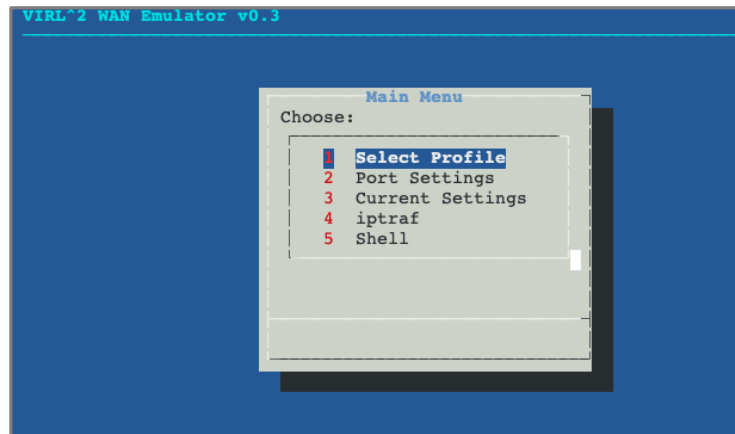 VIRL^2 WAN Emulator v0.3
Main Menu
Choose:
1 Select Profile
2 Port Settings
3 Current Settings
4 iptraf
5 Shell